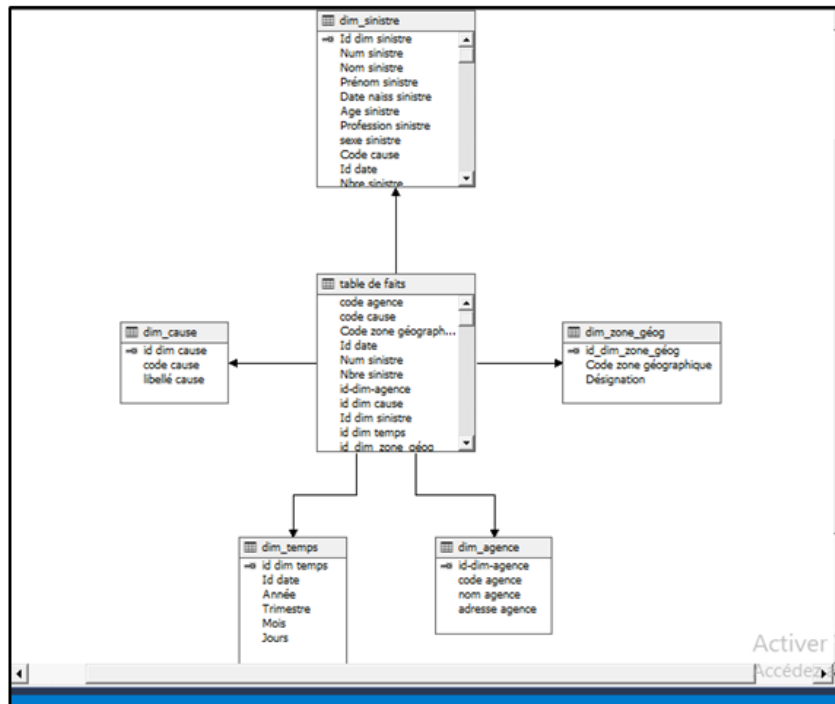 dim_sinistre
Id dim sinistre
Num sinistre
Nom sinistre
Prénom sinistre
Date naiss sinistre
Age sinistre
Profession sinistre
sexe sinistre
Code cause
Id date
Nbre sinistre
table de faits
code agence
code cause
Code zone géograph...
Id date
Num sinistre
Nbre sinistre
id-dim-agence
id dim cause
Id dim sinistre
id dim temps
id_dim_zone_géog
dim_cause
id dim cause
code cause
libellé cause
dim_zone_géog
id_dim_zone_géog
Code zone géographique
Désignation
dim_temps
id dim temps
Id date
Année
Trimestre
Mois
Jours
dim_agence
id-dim-agence
code agence
nom agence
adresse agence
Activer
Accédez